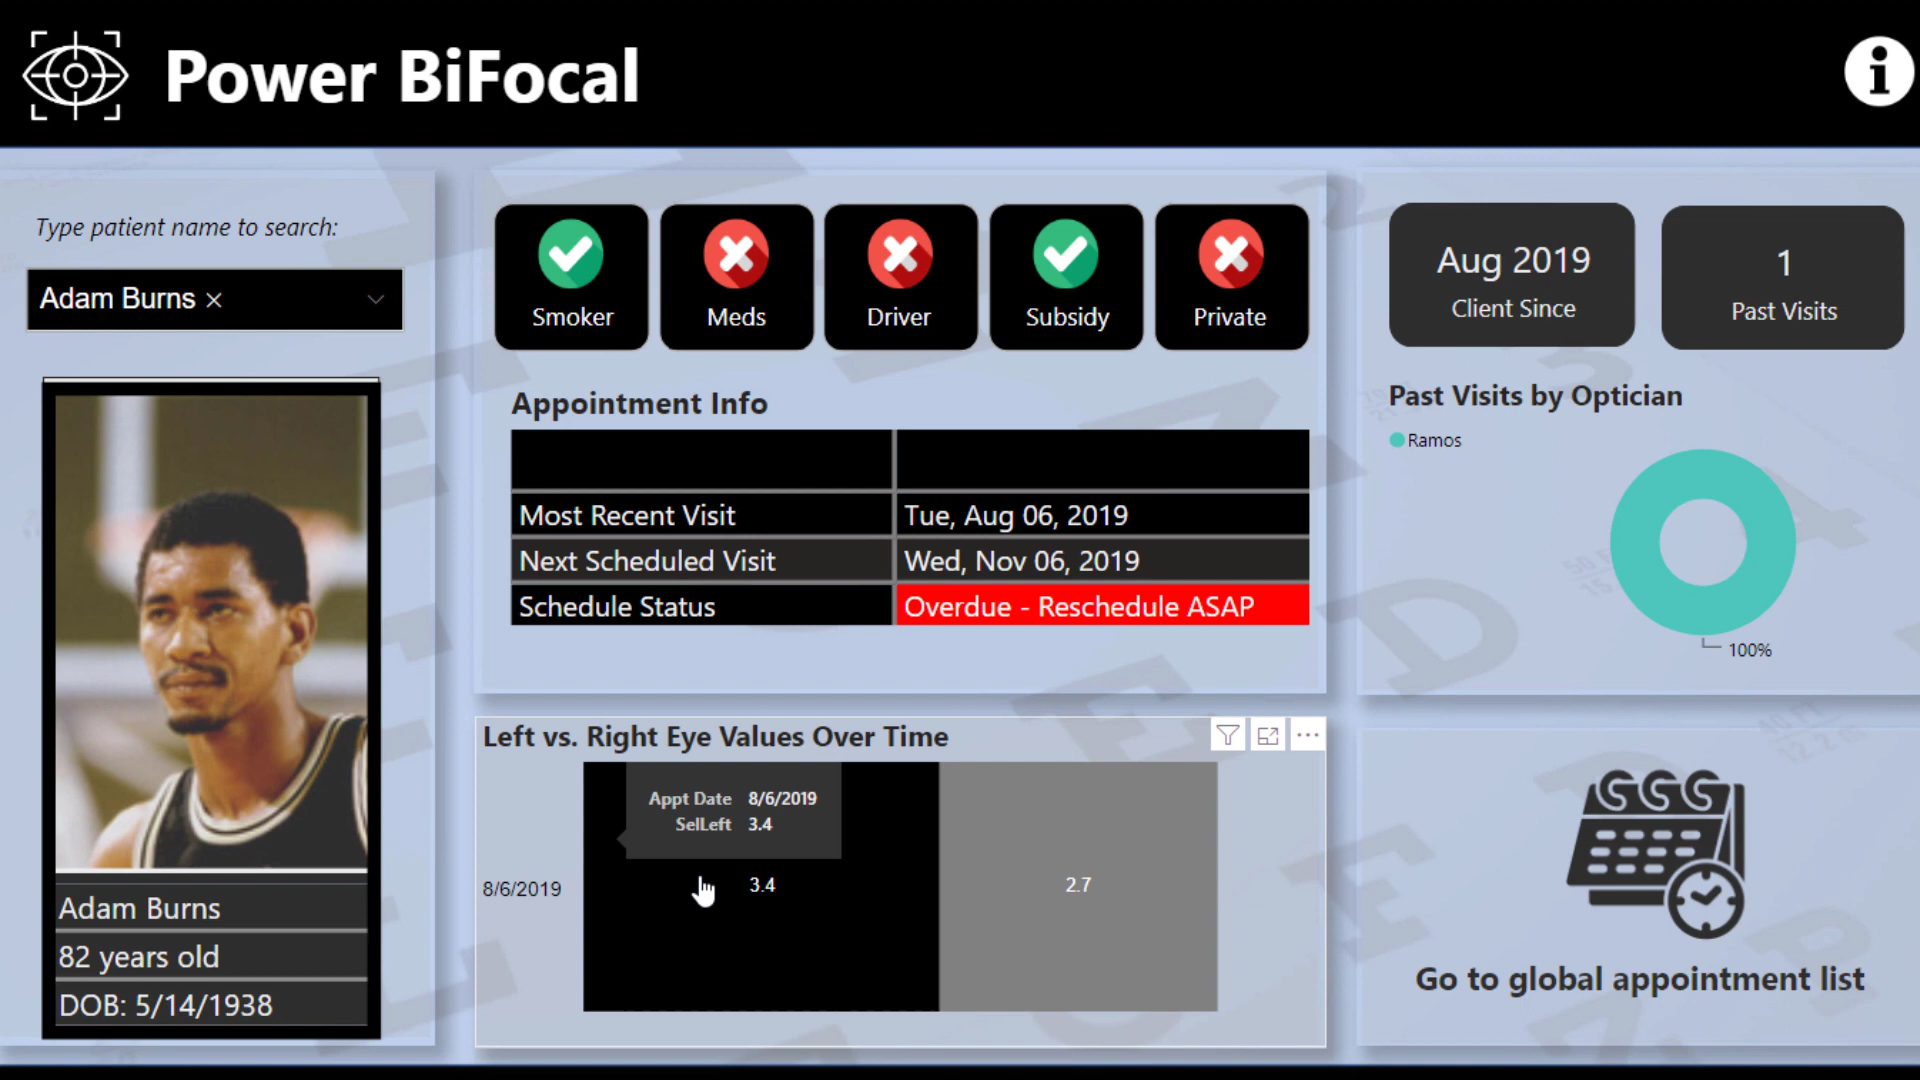 Power BiFocal
Type patient name to search:
Adam Burns ×
Adam Burns
82 years old
DOB: 5/14/1938
Smoker
Meds
Driver
Subsidy
Private
Appointment Info
Most Recent Visit Tue, Aug 06, 2019
Next Scheduled Visit Wed, Nov 06, 2019
Schedule Status Overdue - Reschedule ASAP
Left vs. Right Eye Values Over Time
Appt Date 8/6/2019
SelLeft 3.4
8/6/2019 3.4 2.7
Aug 2019
Client Since
1
Past Visits
Past Visits by Optician
Ramos
100%
Go to global appointment list